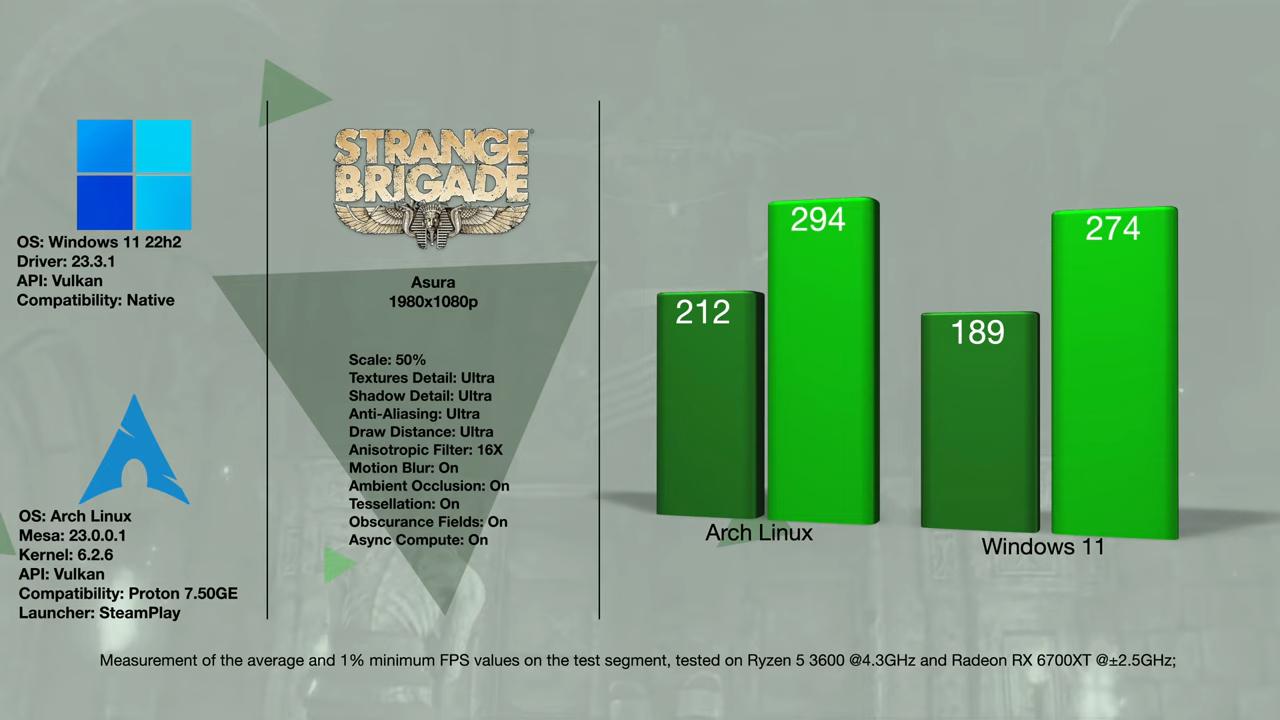 OS: Windows 11 22h2
Driver: 23.3.1
API: Vulkan
Compatibility: Native
OS: Arch Linux
Mesa: 23.0.0.1
Kernel: 6.2.6
API: Vulkan
Compatibility: Proton 7.50GE
Launcher: SteamPlay
STRANGE
BRIGADE
Asura
1980x1080p
Scale: 50%
Textures Detail: Ultra
Shadow Detail: Ultra
Anti-Aliasing: Ultra
Draw Distance: Ultra
Anisotropic Filter: 16X
Motion Blur: On
Ambient Occlusion: On
Tessellation: On
Obscurance Fields: On
Async Compute: On
212
294
Arch Linux
189
274
Windows 11
Measurement of the average and 1% minimum FPS values on the test segment, tested on Ryzen 5 3600 @4.3GHz and Radeon RX 6700XT @±2.5GHz;